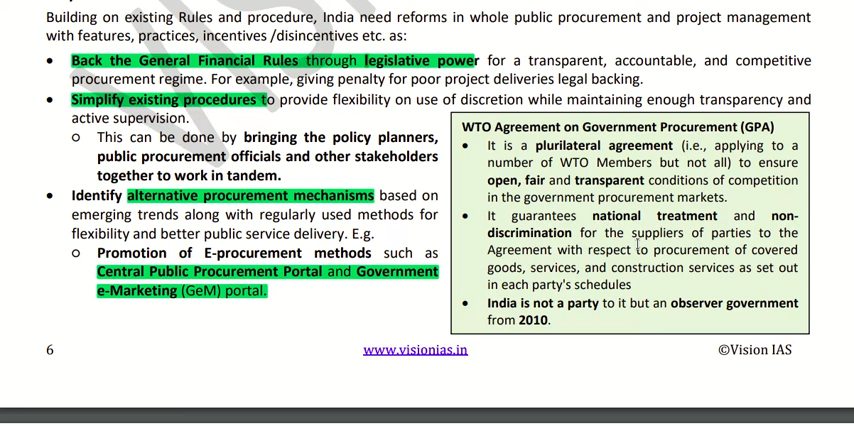 Building on existing Rules and procedure, India need reforms in whole public procurement and project management
with features, practices, incentives /disincentives etc. as:
• Back the General Financial Rules through legislative power for a transparent, accountable, and competitive
procurement regime. For example, giving penalty for poor project deliveries legal backing.
• Simplify existing procedures to provide flexibility on use of discretion while maintaining enough transparency and
active supervision.
o This can be done by bringing the policy planners,
public procurement officials and other stakeholders
together to work in tandem.
• Identify alternative procurement mechanisms based on
emerging trends along with regularly used methods for
flexibility and better public service delivery. E.g.
o Promotion of E-procurement methods such as
Central Public Procurement Portal and Government
e-Marketing (GeM) portal.
WTO Agreement on Government Procurement (GPA)
• It is a plurilateral agreement (i.e., applying to a
number of WTO Members but not all) to ensure
open, fair and transparent conditions of competition
in the government procurement markets.
• It guarantees national treatment and non-
discrimination for the suppliers of parties to the
Agreement with respect to procurement of covered
goods, services, and construction services as set out
in each party's schedules
• India is not a party to it but an observer government
from 2010.
6
www.visionias.in
©Vision IAS